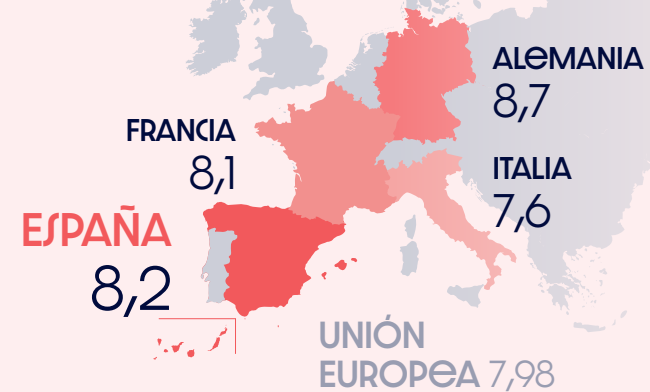 ALEMANIA
8,7
FRANCIA
8,1
ITALIA
7,6
ESPAÑA
8,2
UNIÓN
EUROPEA 7,98